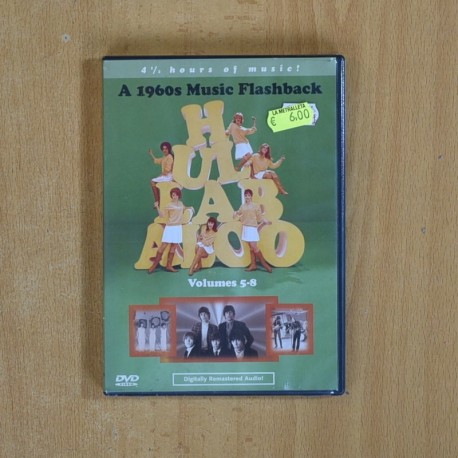 4½ hours of music!
A 1960s Music Flashback
LA METRALLETA
€ 6,00
HULLABALOO
Volumes 5-8
DVD
VIDEO
Digitally Remastered Audio!